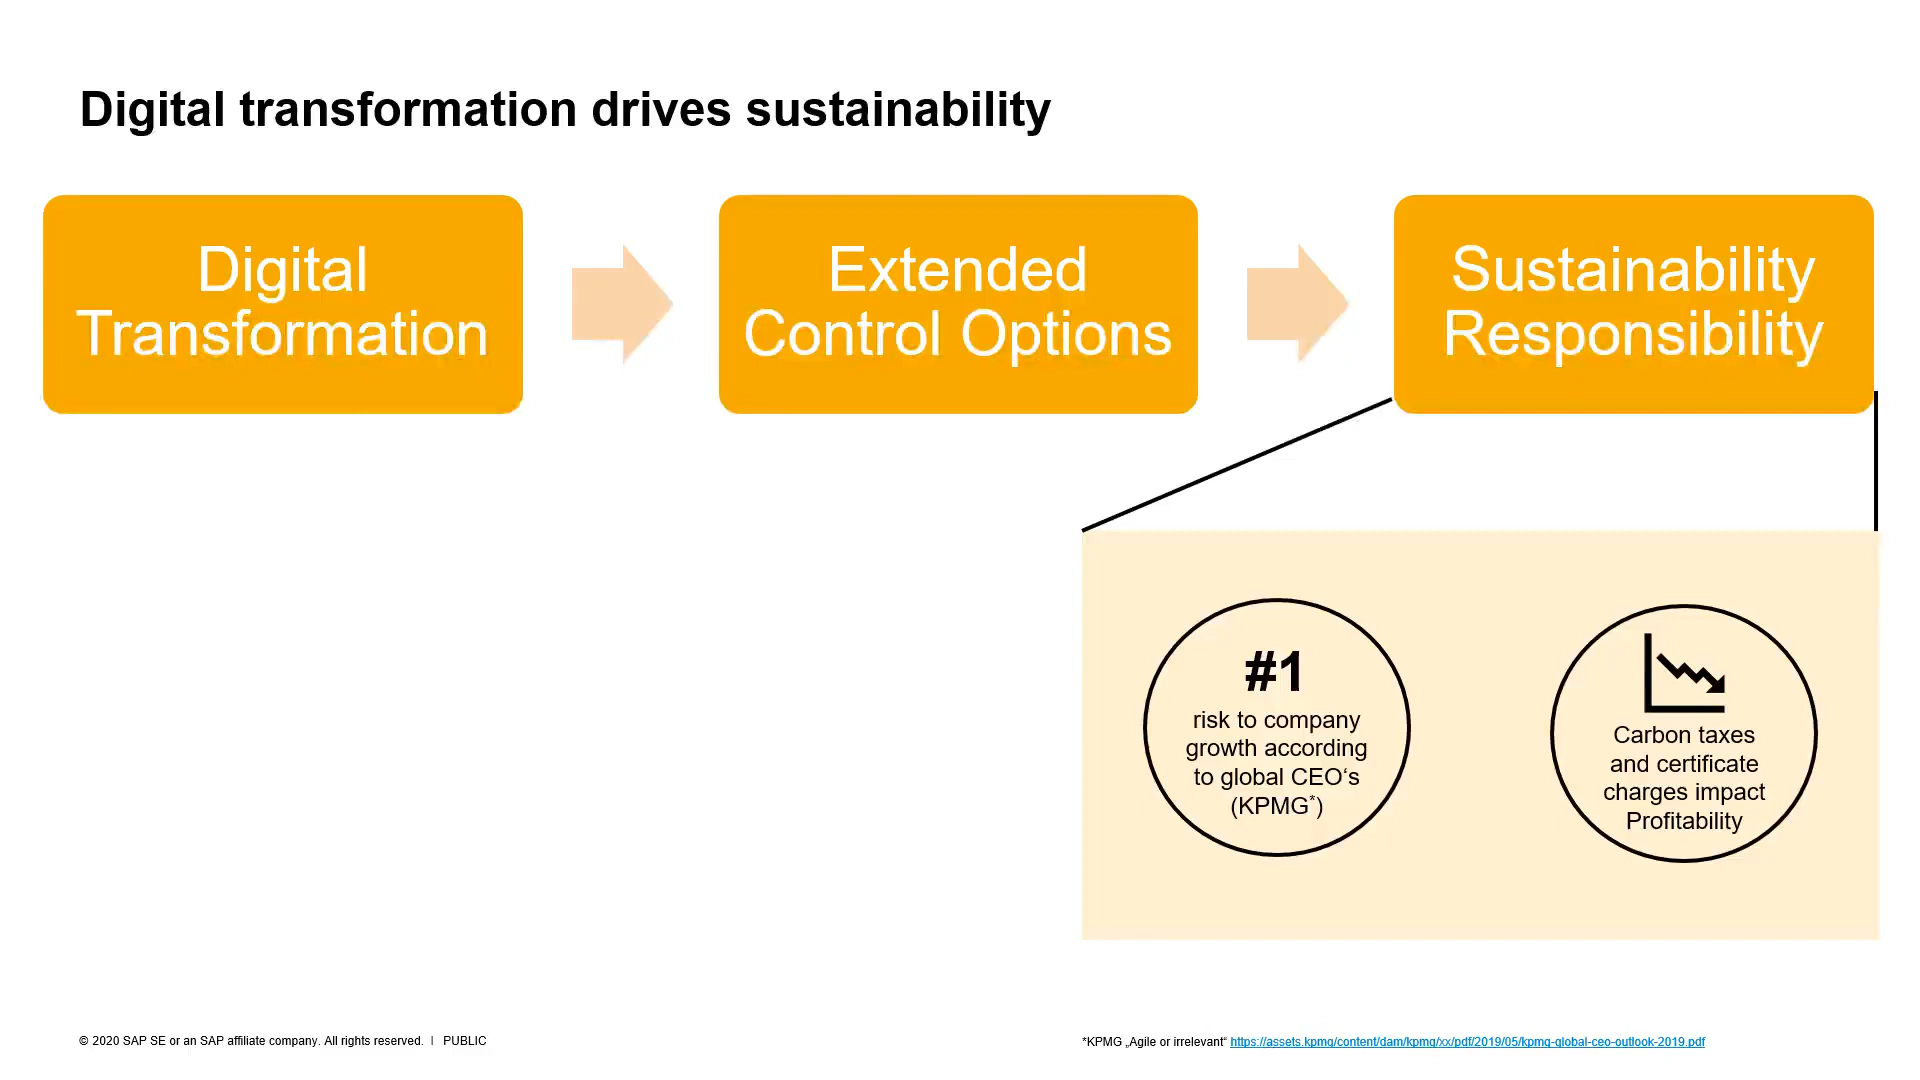 Digital transformation drives sustainability
Digital
Transformation
Extended
Control Options
Sustainability
Responsibility
#1
risk to company
growth according
to global CEO‘s
(KPMG*)
Carbon taxes
and certificate
charges impact
Profitability
© 2020 SAP SE or an SAP affiliate company. All rights reserved. | PUBLIC
*KPMG „Agile or irrelevant“ https://assets.kpmg/content/dam/kpmg/xx/pdf/2019/05/kpmg-global-ceo-outlook-2019.pdf